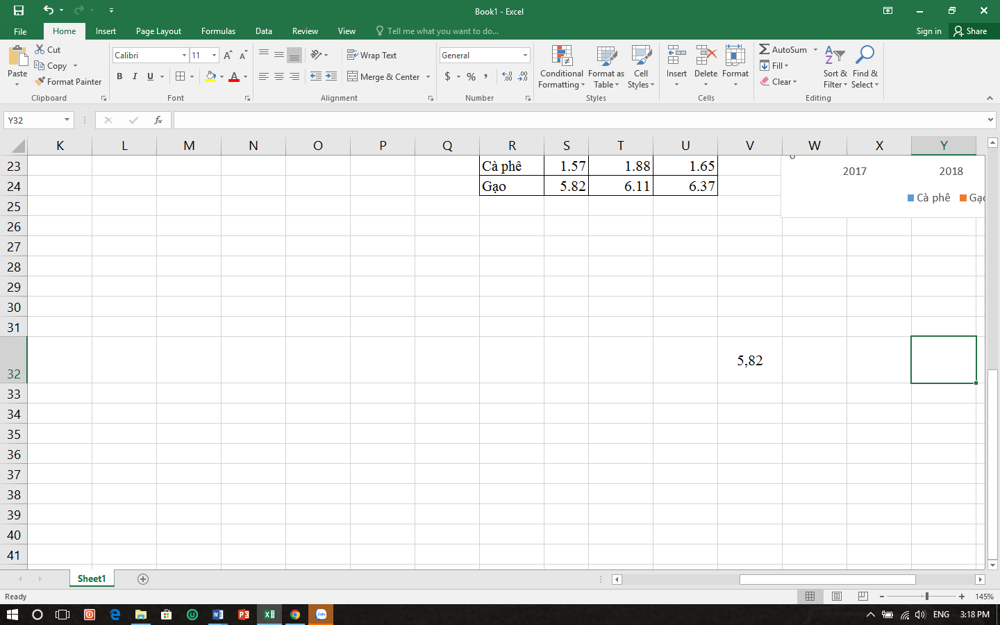 Book1 - Excel
File Home Insert Page Layout Formulas Data Review View Tell me what you want to do... Sign in Share
Paste
Cut
Copy
Format Painter
Clipboard
Calibri 11
B I U
Font
Wrap Text
Merge & Center
Alignment
General
$ % ,
Number
Conditional Formatting
Format as Table
Cell Styles
Styles
Insert Delete Format
Cells
AutoSum
Fill
Clear
Sort & Filter
Find & Select
Editing
Y32 fx
K L M N O P Q R S T U V W X Y
23 Cà phê 1.57 1.88 1.65
24 Gạo 5.82 6.11 6.37
0
2017 2018
Cà phê
25
26
27
28
29
30
31
32 5,82
33
34
35
36
37
38
39
40
41
Sheet1
Ready 145%
ENG 3:18 PM